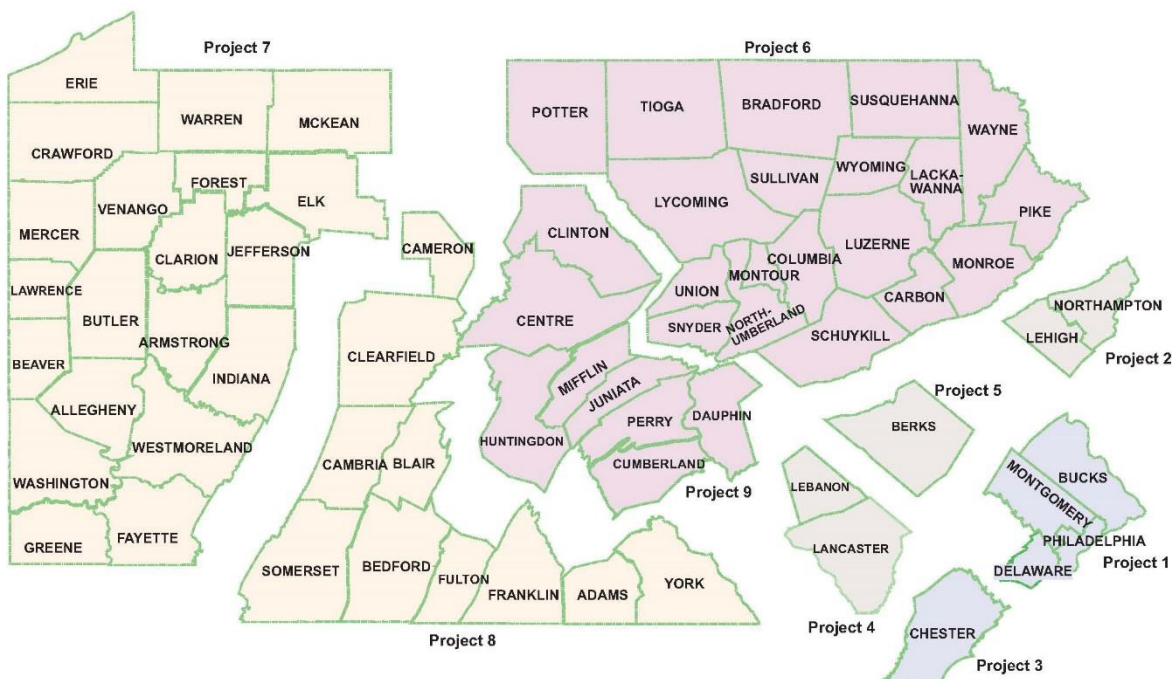 Project 7
ERIE
WARREN
MCKEAN
CRAWFORD
FOREST
ELK
VENANGO
MERCER
CLARION
JEFFERSON
LAWRENCE
BUTLER
ARMSTRONG
BEAVER
INDIANA
ALLEGHENY
WESTMORELAND
WASHINGTON
GREENE
FAYETTE
CAMERON
CLEARFIELD
CAMBRIA
BLAIR
SOMERSET
BEDFORD
FULTON
FRANKLIN
ADAMS
YORK
Project 8
CLINTON
CENTRE
MIFFLIN
JUNIATA
HUNTINGDON
PERRY
DAUPHIN
CUMBERLAND
Project 9
Project 6
POTTER
TIOGA
BRADFORD
SUSQUEHANNA
WAYNE
WYOMING
SULLIVAN
LACKA-
WANNA
LYCOMING
PIKE
LUZERNE
COLUMBIA
MONTOUR
MONROE
UNION
CARBON
SNYDER
NORTH-
UMBERLAND
SCHUYKILL
NORTHAMPTON
LEHIGH
Project 2
Project 5
BERKS
LEBANON
LANCASTER
Project 4
BUCKS
MONTGOMERY
PHILADELPHIA
DELAWARE
Project 1
CHESTER
Project 3